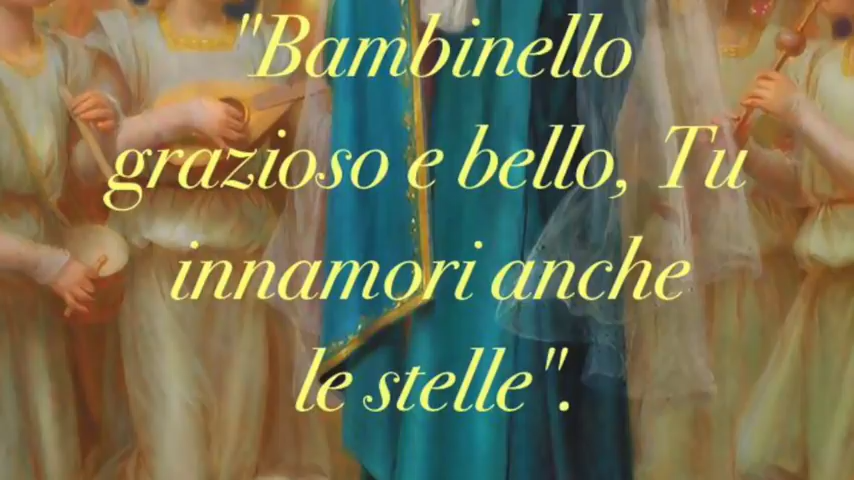 "Bambinello
grazioso e bello, Tu
innamori anche
le stelle".